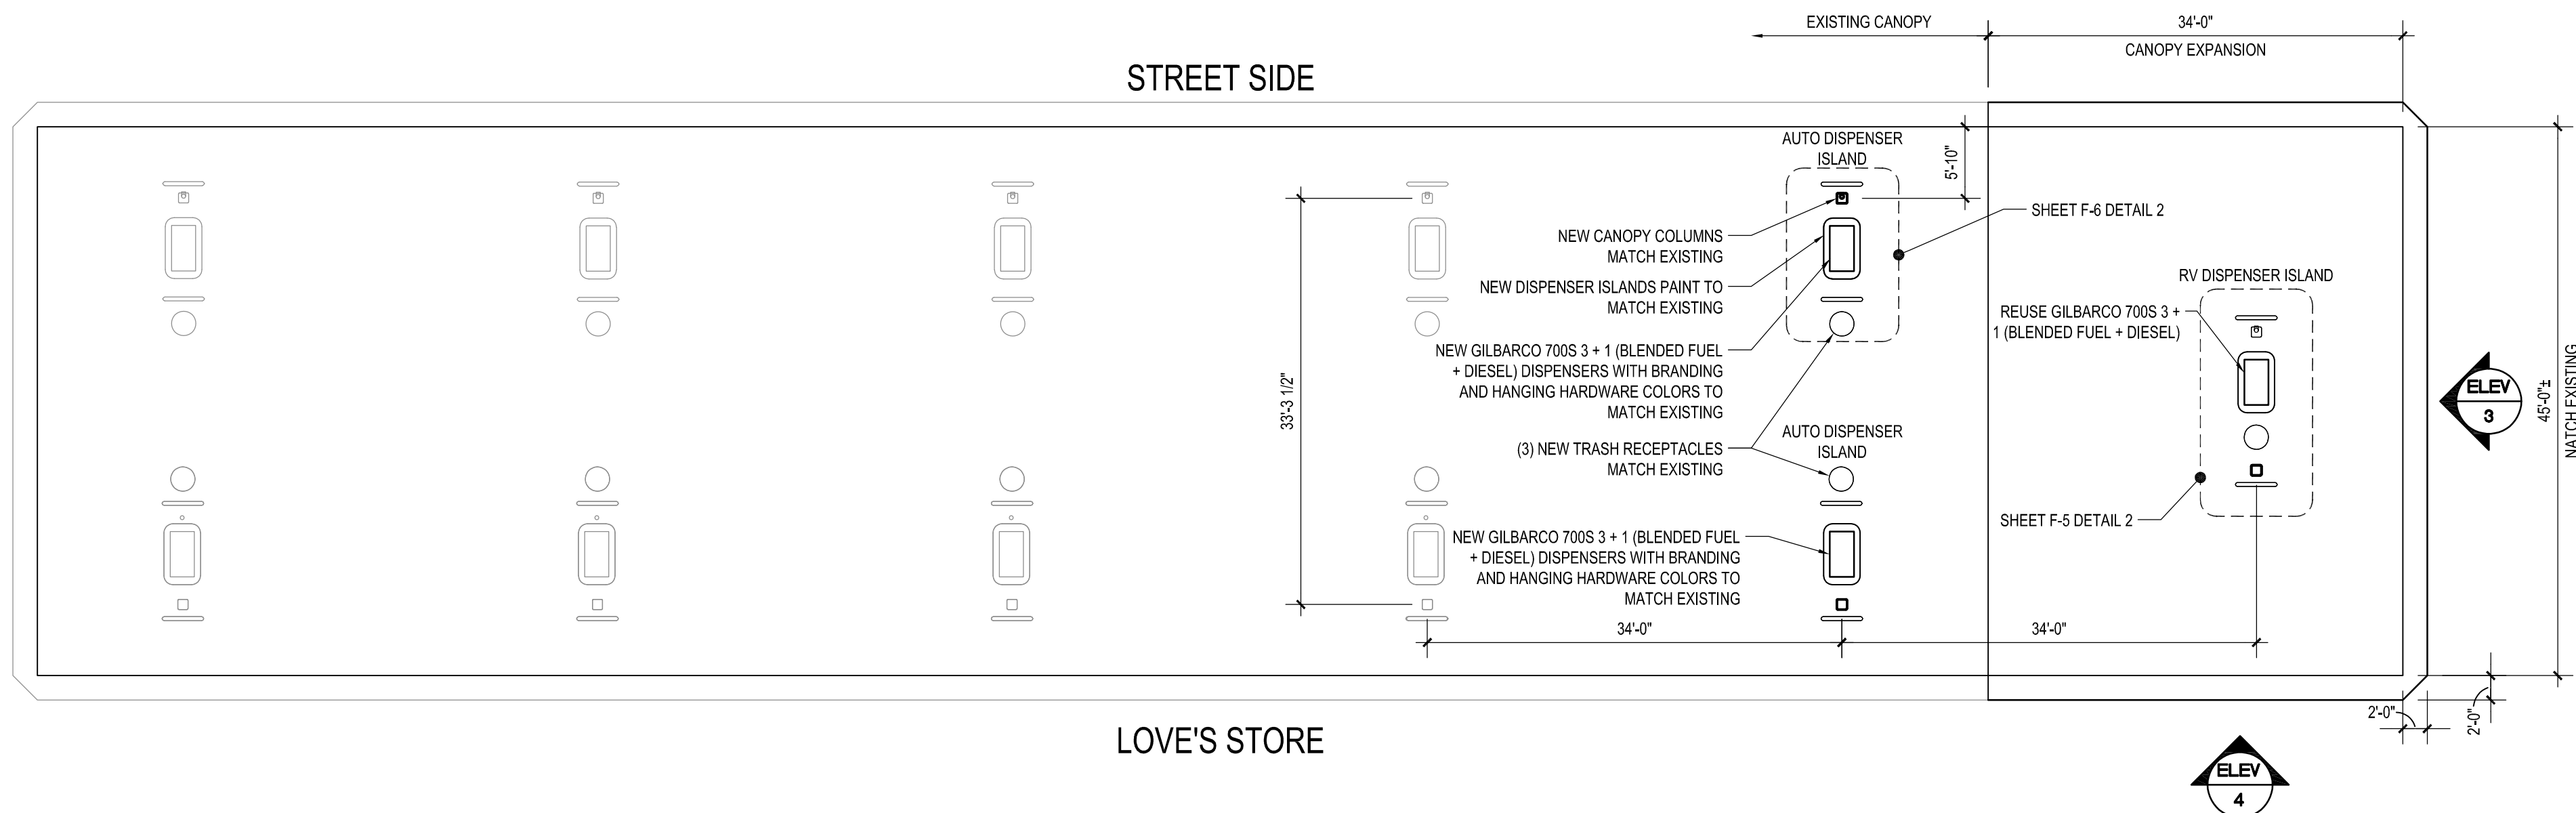 EXISTING CANOPY
34'-0"
CANOPY EXPANSION
STREET SIDE
AUTO DISPENSER
ISLAND
5'-10"
SHEET F-6 DETAIL 2
NEW CANOPY COLUMNS
MATCH EXISTING
NEW DISPENSER ISLANDS PAINT TO
MATCH EXISTING
NEW GILBARCO 700S 3 + 1 (BLENDED FUEL
+ DIESEL) DISPENSERS WITH BRANDING
AND HANGING HARDWARE COLORS TO
MATCH EXISTING
33'-3 1/2"
(3) NEW TRASH RECEPTACLES
MATCH EXISTING
AUTO DISPENSER
ISLAND
NEW GILBARCO 700S 3 + 1 (BLENDED FUEL
+ DIESEL) DISPENSERS WITH BRANDING
AND HANGING HARDWARE COLORS TO
MATCH EXISTING
RV DISPENSER ISLAND
REUSE GILBARCO 700S 3 +
1 (BLENDED FUEL + DIESEL)
SHEET F-5 DETAIL 2
ELEV
3
45'-0"±
NATCH EXISTING
34'-0"
34'-0"
2'-0"
2'-0"
LOVE'S STORE
ELEV
4